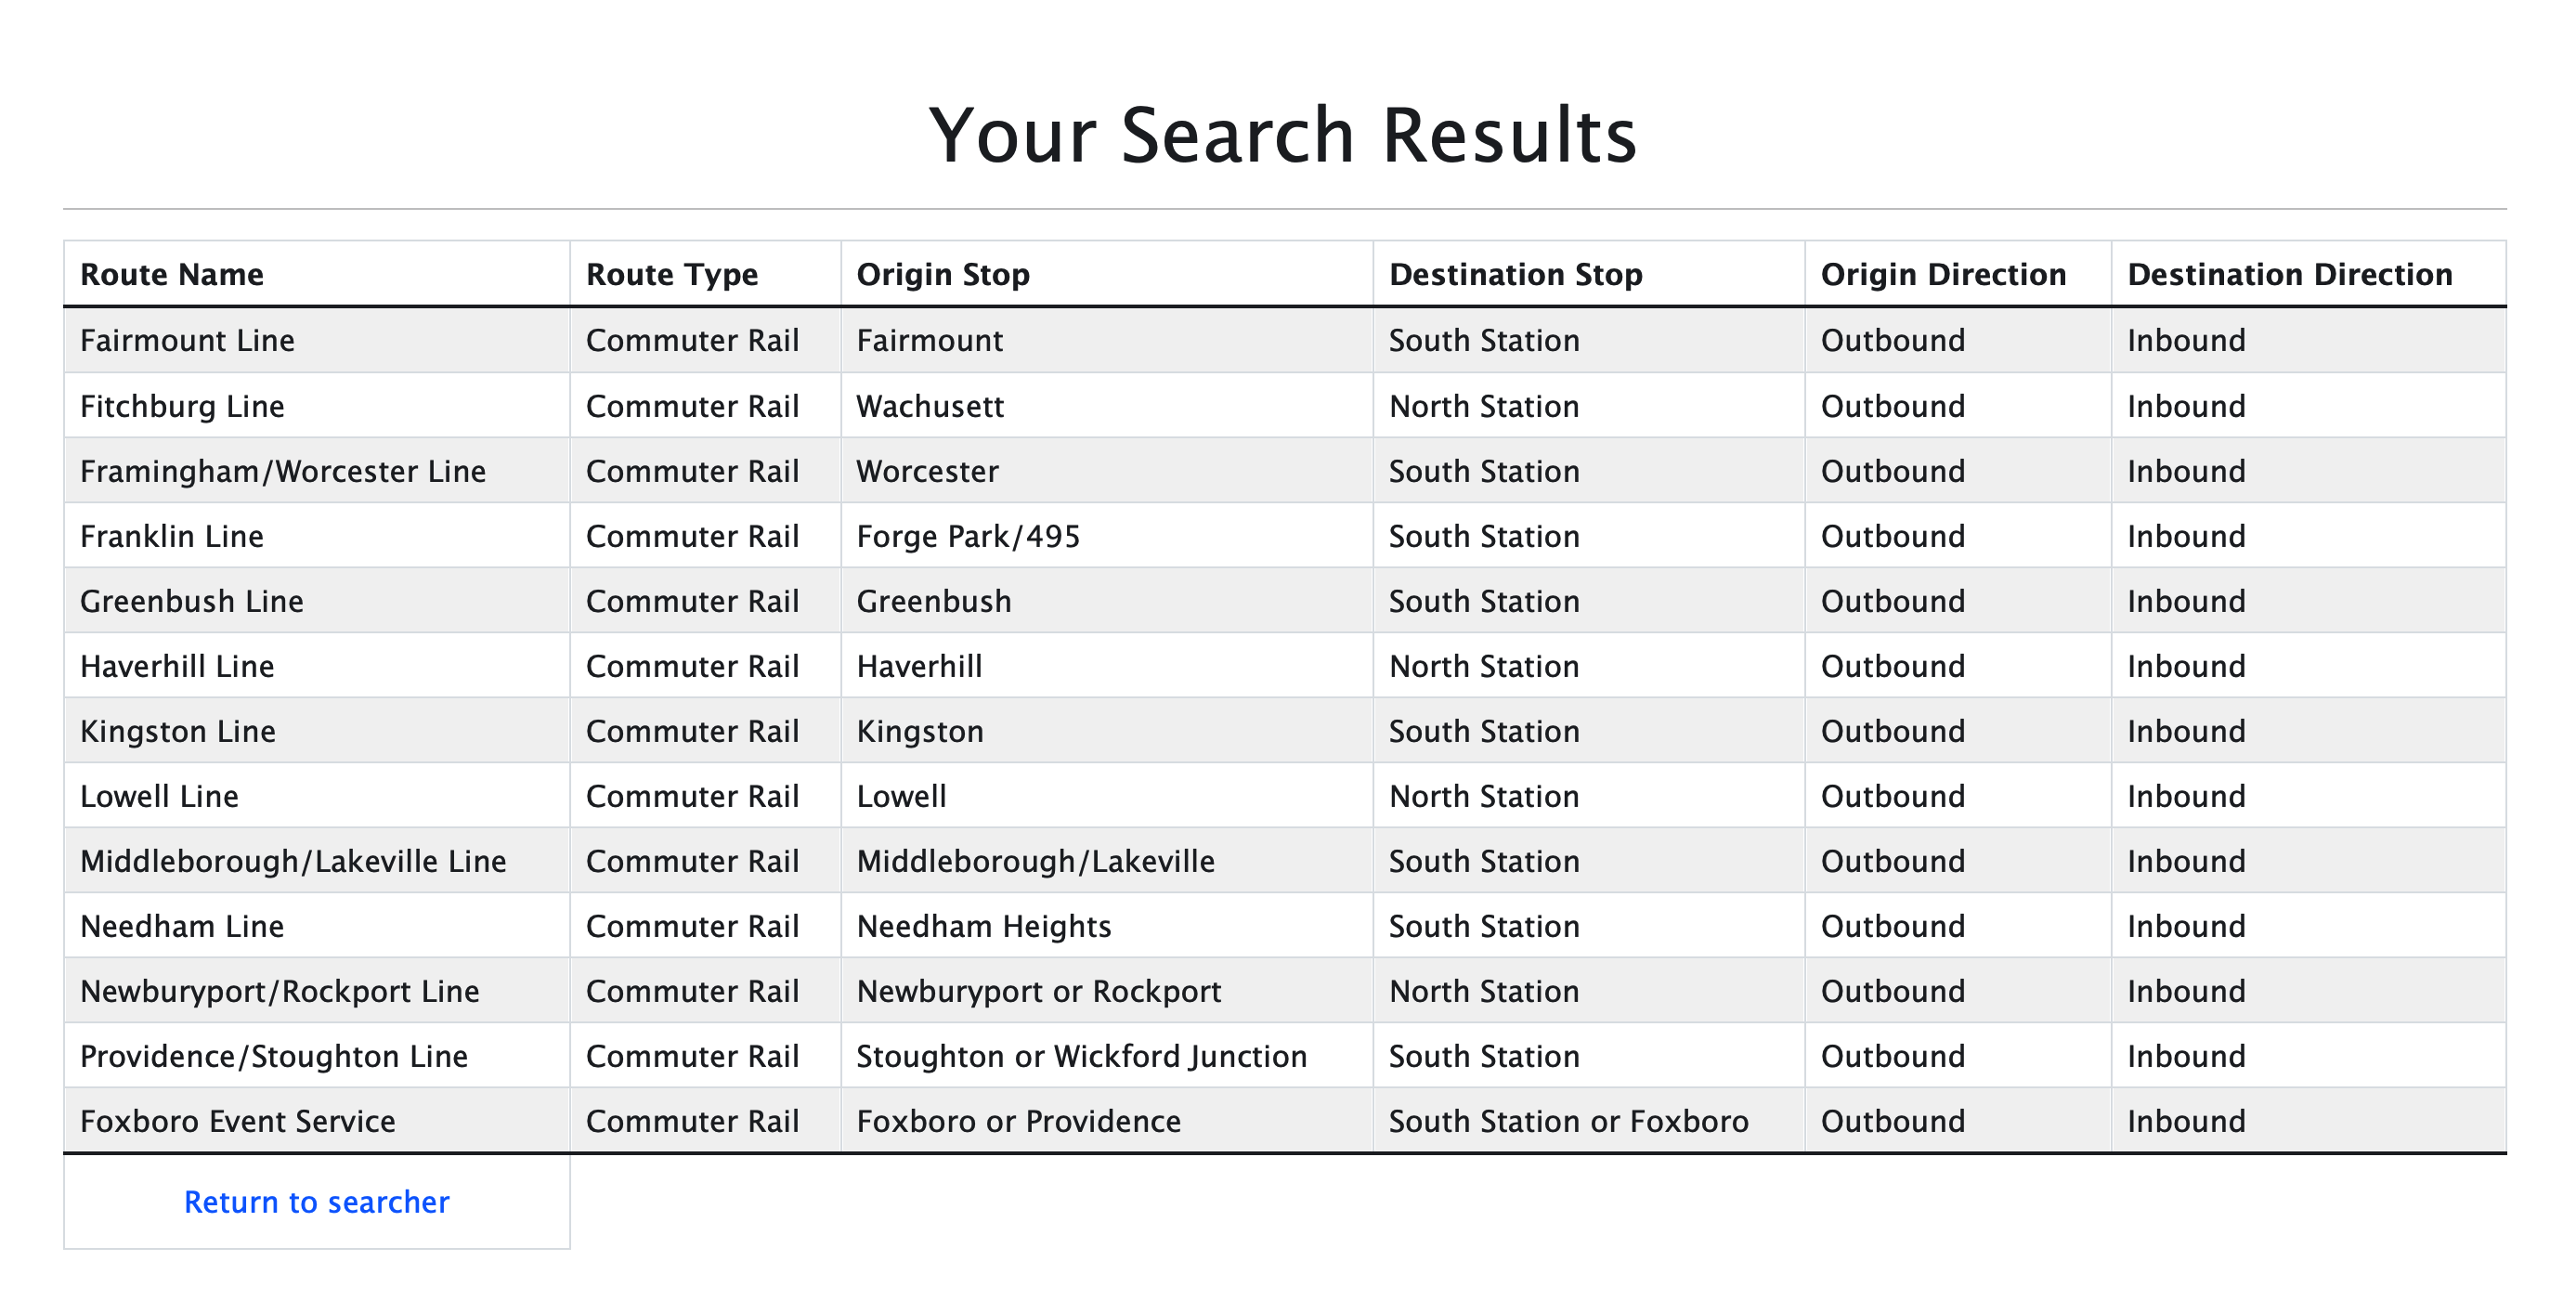 Your Search Results
Route Name Route Type Origin Stop Destination Stop Origin Direction Destination Direction
Fairmount Line Commuter Rail Fairmount South Station Outbound Inbound
Fitchburg Line Commuter Rail Wachusett North Station Outbound Inbound
Framingham/Worcester Line Commuter Rail Worcester South Station Outbound Inbound
Franklin Line Commuter Rail Forge Park/495 South Station Outbound Inbound
Greenbush Line Commuter Rail Greenbush South Station Outbound Inbound
Haverhill Line Commuter Rail Haverhill North Station Outbound Inbound
Kingston Line Commuter Rail Kingston South Station Outbound Inbound
Lowell Line Commuter Rail Lowell North Station Outbound Inbound
Middleborough/Lakeville Line Commuter Rail Middleborough/Lakeville South Station Outbound Inbound
Needham Line Commuter Rail Needham Heights South Station Outbound Inbound
Newburyport/Rockport Line Commuter Rail Newburyport or Rockport North Station Outbound Inbound
Providence/Stoughton Line Commuter Rail Stoughton or Wickford Junction South Station Outbound Inbound
Foxboro Event Service Commuter Rail Foxboro or Providence South Station or Foxboro Outbound Inbound
Return to searcher